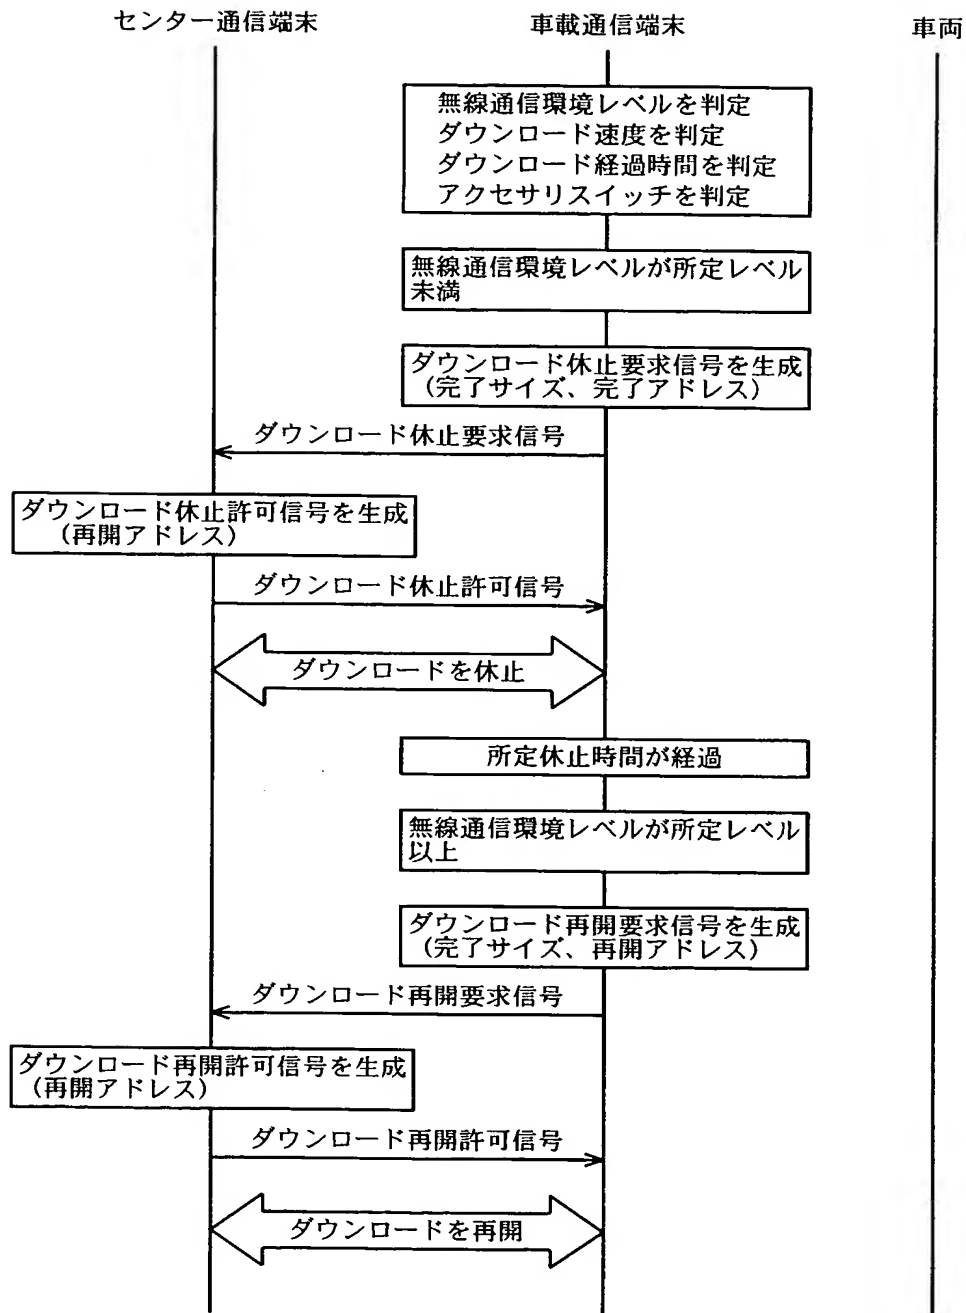 センター通信端末
車載通信端末
車両
無線通信環境レベルを判定
ダウンロード速度を判定
ダウンロード経過時間を判定
アクセサリスイッチを判定
無線通信環境レベルが所定レベル
未満
ダウンロード休止要求信号を生成
(完了サイズ、完了アドレス)
ダウンロード休止要求信号
ダウンロード休止許可信号を生成
(再開アドレス)
ダウンロード休止許可信号
ダウンロードを休止
所定休止時間が経過
無線通信環境レベルが所定レベル
以上
ダウンロード再開要求信号を生成
(完了サイズ、再開アドレス)
ダウンロード再開要求信号
ダウンロード再開許可信号を生成
(再開アドレス)
ダウンロード再開許可信号
ダウンロードを再開